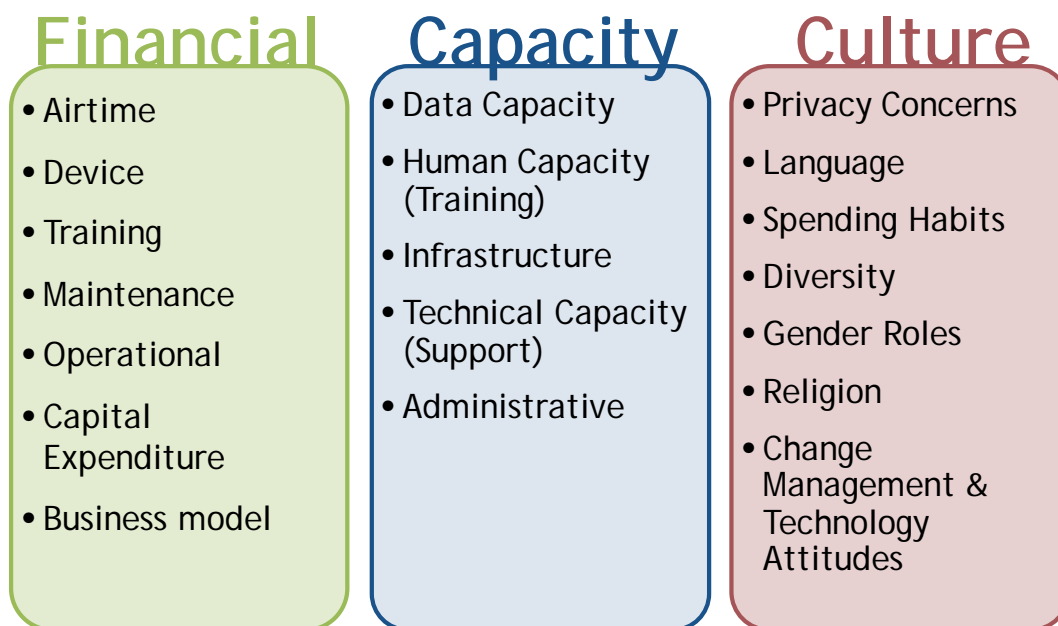 Financial
• Airtime
• Device
• Training
• Maintenance
• Operational
• Capital
Expenditure
• Business model
Capacity
• Data Capacity
• Human Capacity
(Training)
• Infrastructure
• Technical Capacity
(Support)
• Administrative
Culture
• Privacy Concerns
• Language
• Spending Habits
• Diversity
• Gender Roles
• Religion
• Change
Management &
Technology
Attitudes